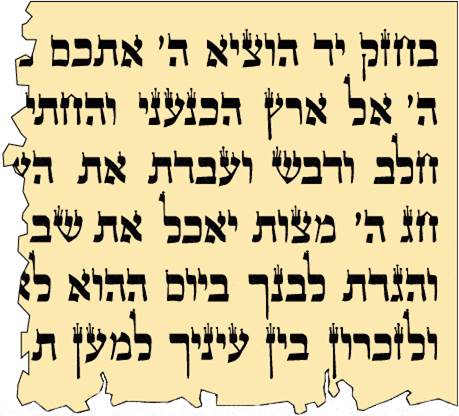 בחזק יד הוציא ה׳ אתכם
ה׳ אל ארץ הכנעני והחתי
חלב ודבש ועבדת את
חג ה׳ מצות יאכל את שב
והגדת לבנך ביום ההוא
ולזכרון בין עיניך למען ת